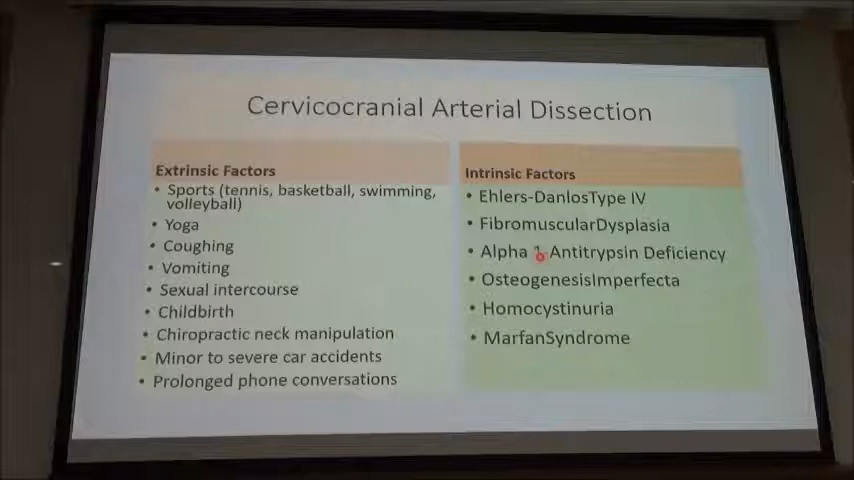 Cervicocranial Arterial Dissection
Extrinsic Factors
• Sports (tennis, basketball, swimming,
volleyball)
• Yoga
• Coughing
• Vomiting
• Sexual intercourse
• Childbirth
• Chiropractic neck manipulation
• Minor to severe car accidents
• Prolonged phone conversations
Intrinsic Factors
• Ehlers-DanlosType IV
• FibromuscularDysplasia
• Alpha 1 Antitrypsin Deficiency
• OsteogenesisImperfecta
• Homocystinuria
• MarfanSyndrome